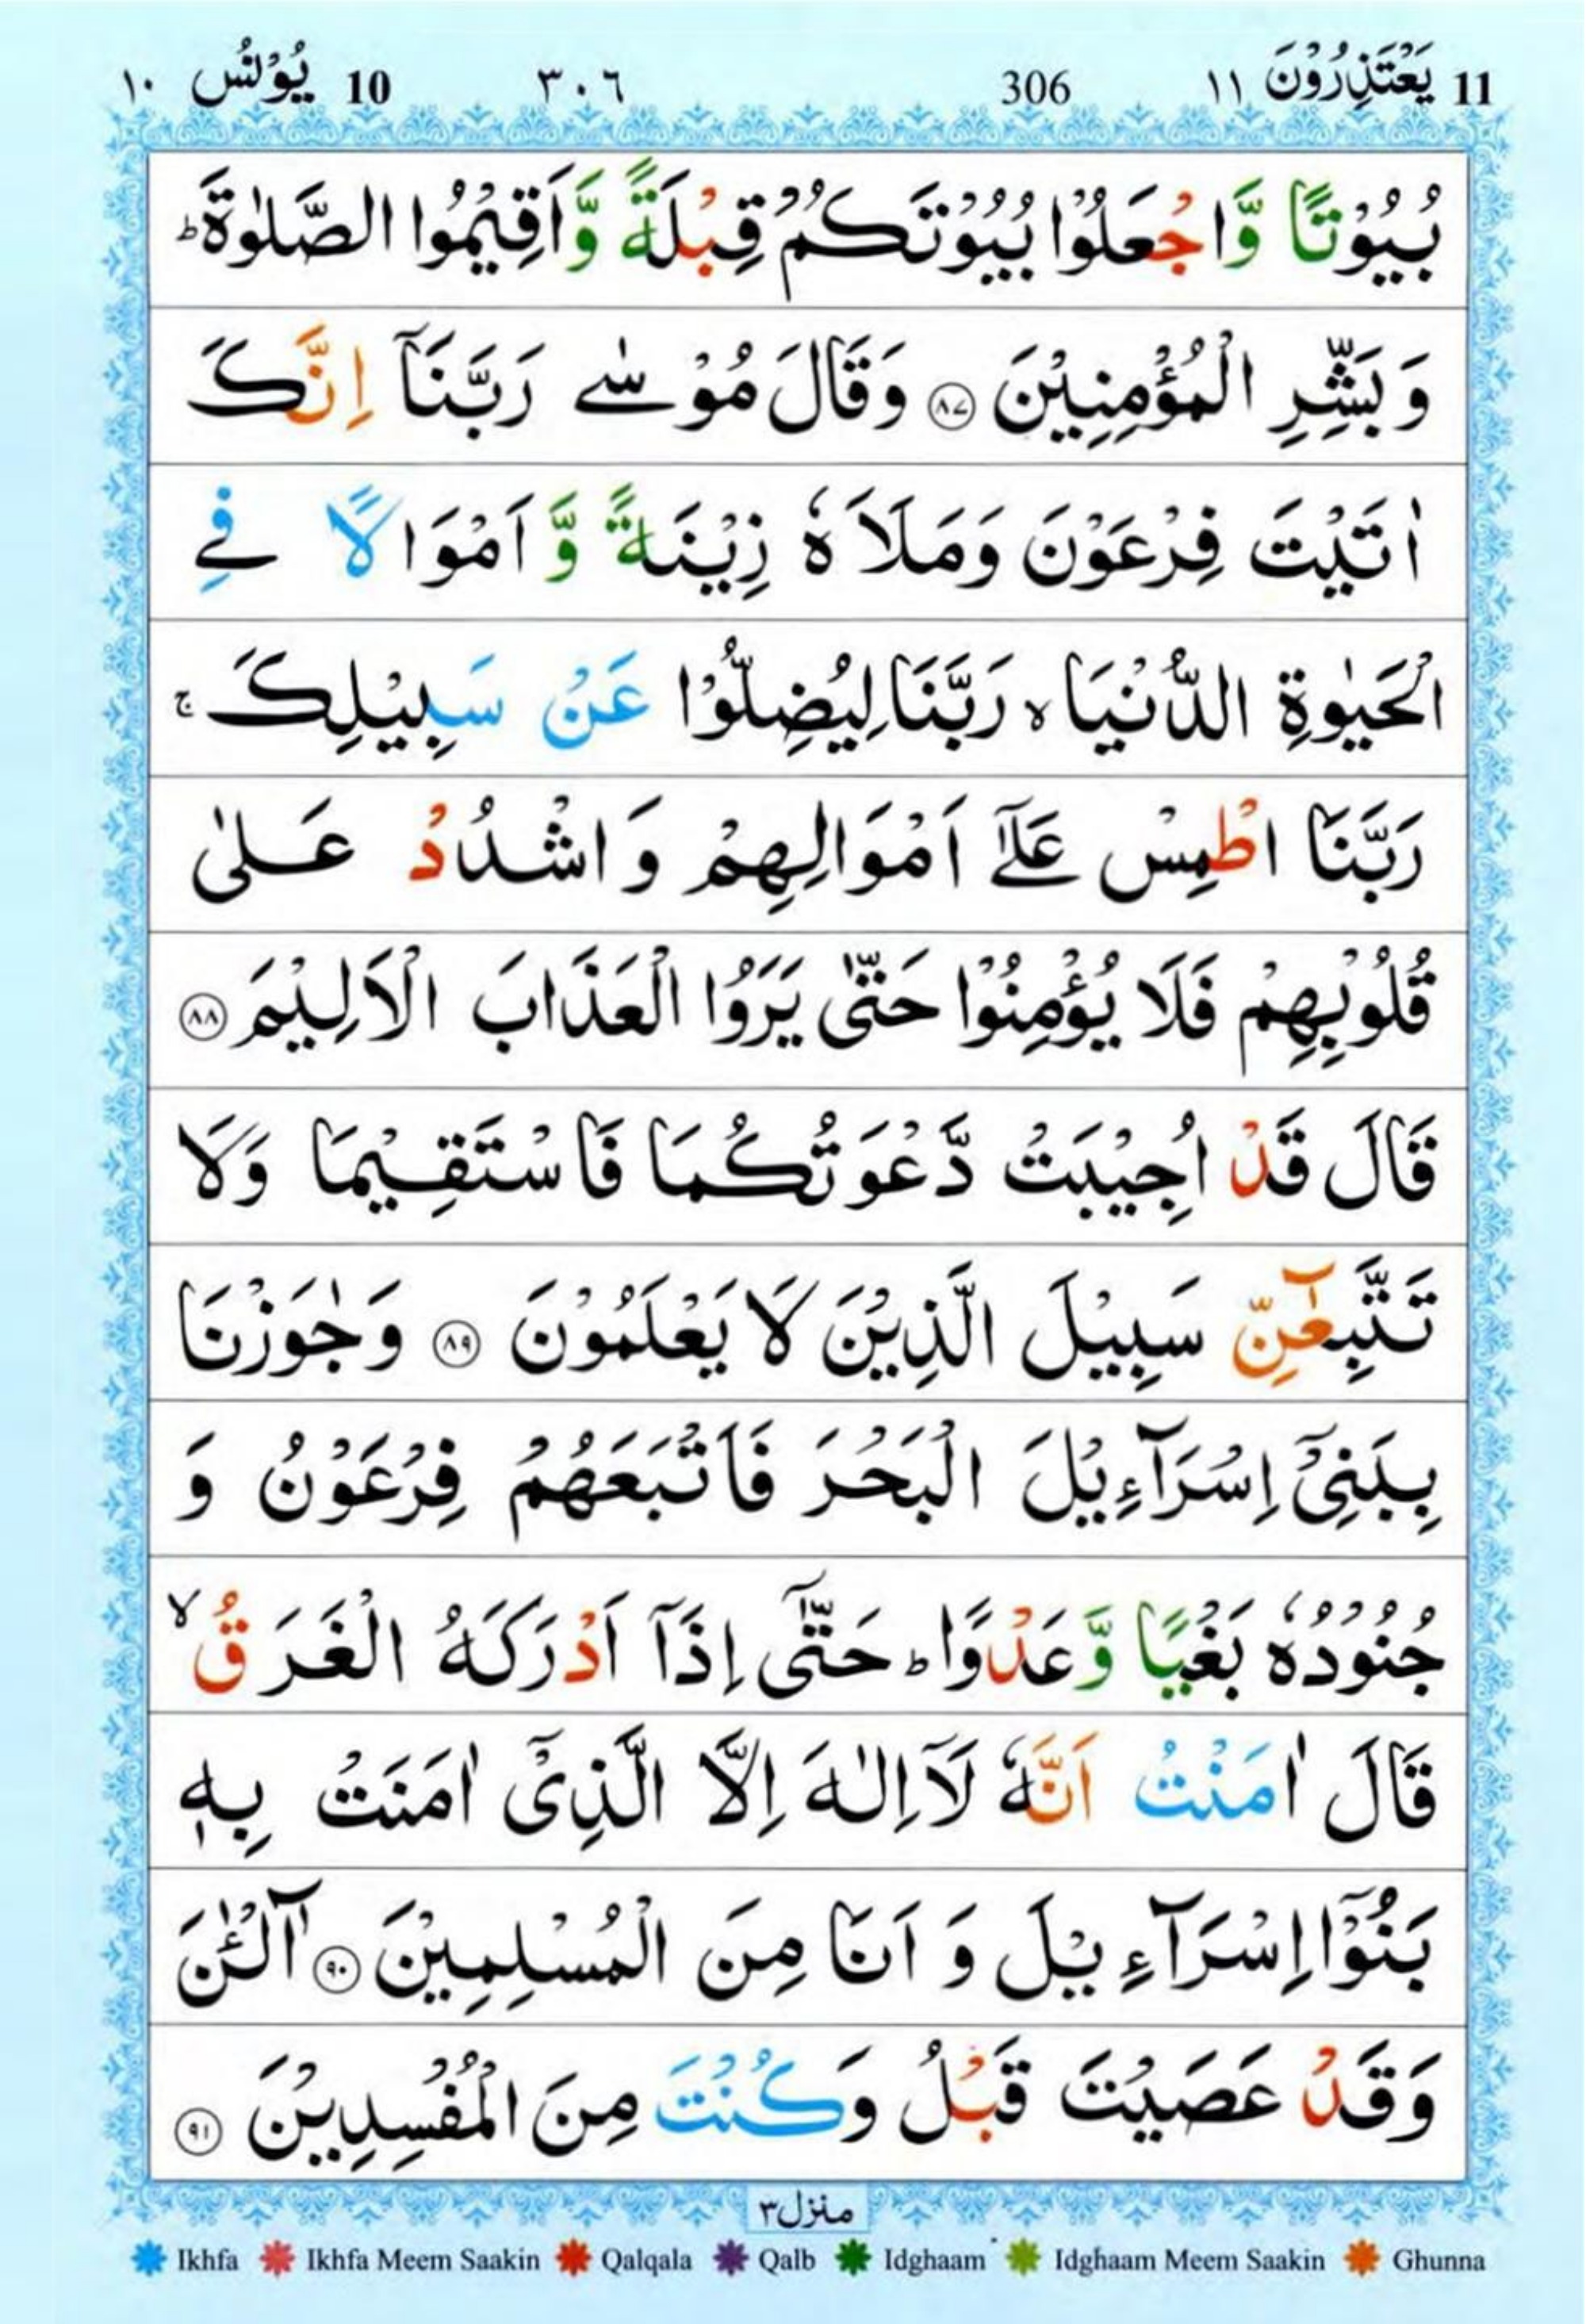 11 يَعْتَذِرُوْنَ ١١ 306 ٣٠٦ 10 يُوْنُس ١٠
بُيُوْتًا وَّاجْعَلُوْا بُيُوْتَكُمْ قِبْلَةً وَّاَقِيْمُوا الصَّلٰوةَ ؕ
وَبَشِّرِ الْمُؤْمِنِيْنَ ﴿٨٧﴾ وَقَالَ مُوْسٰے رَبَّنَاۤ اِنَّكَ
اٰتَيْتَ فِرْعَوْنَ وَمَلَاَهٗ زِيْنَةً وَّ اَمْوَالًا فِے
الْحَيٰوةِ الدُّنْيَا ۙ رَبَّنَا لِيُضِلُّوْا عَنْ سَبِيْلِكَ ۚ
رَبَّنَا اطْمِسْ عَلٰٓے اَمْوَالِهِمْ وَاشْدُدْ عَلٰى
قُلُوْبِهِمْ فَلَا يُؤْمِنُوْا حَتّٰى يَرَوُا الْعَذَابَ الْاَلِيْمَ ﴿٨٨﴾
قَالَ قَدْ اُجِيْبَتْ دَّعْوَتُكُمَا فَاسْتَقِيْمَا وَلَا
تَتَّبِعٰٓنِّ سَبِيْلَ الَّذِيْنَ لَا يَعْلَمُوْنَ ﴿٨٩﴾ وَجٰوَزْنَا
بِبَنِيْۤ اِسْرَآءِيْلَ الْبَحْرَ فَاَتْبَعَهُمْ فِرْعَوْنُ وَ
جُنُوْدُهٗ بَغْيًا وَّعَدْوًا ؕ حَتّٰۤى اِذَاۤ اَدْرَكَهُ الْغَرَقُ ۙ
قَالَ اٰمَنْتُ اَنَّهٗ لَاۤ اِلٰهَ اِلَّا الَّذِيْۤ اٰمَنَتْ بِهٖ
بَنُوْۤا اِسْرَآءِيْلَ وَ اَنَا مِنَ الْمُسْلِمِيْنَ ﴿٩٠﴾ آٰلْـٰٔنَ
وَقَدْ عَصَيْتَ قَبْلُ وَكُنْتَ مِنَ الْمُفْسِدِيْنَ ﴿٩١﴾
منزل٣
Ikhfa Ikhfa Meem Saakin Qalqala Qalb Idghaam Idghaam Meem Saakin Ghunna